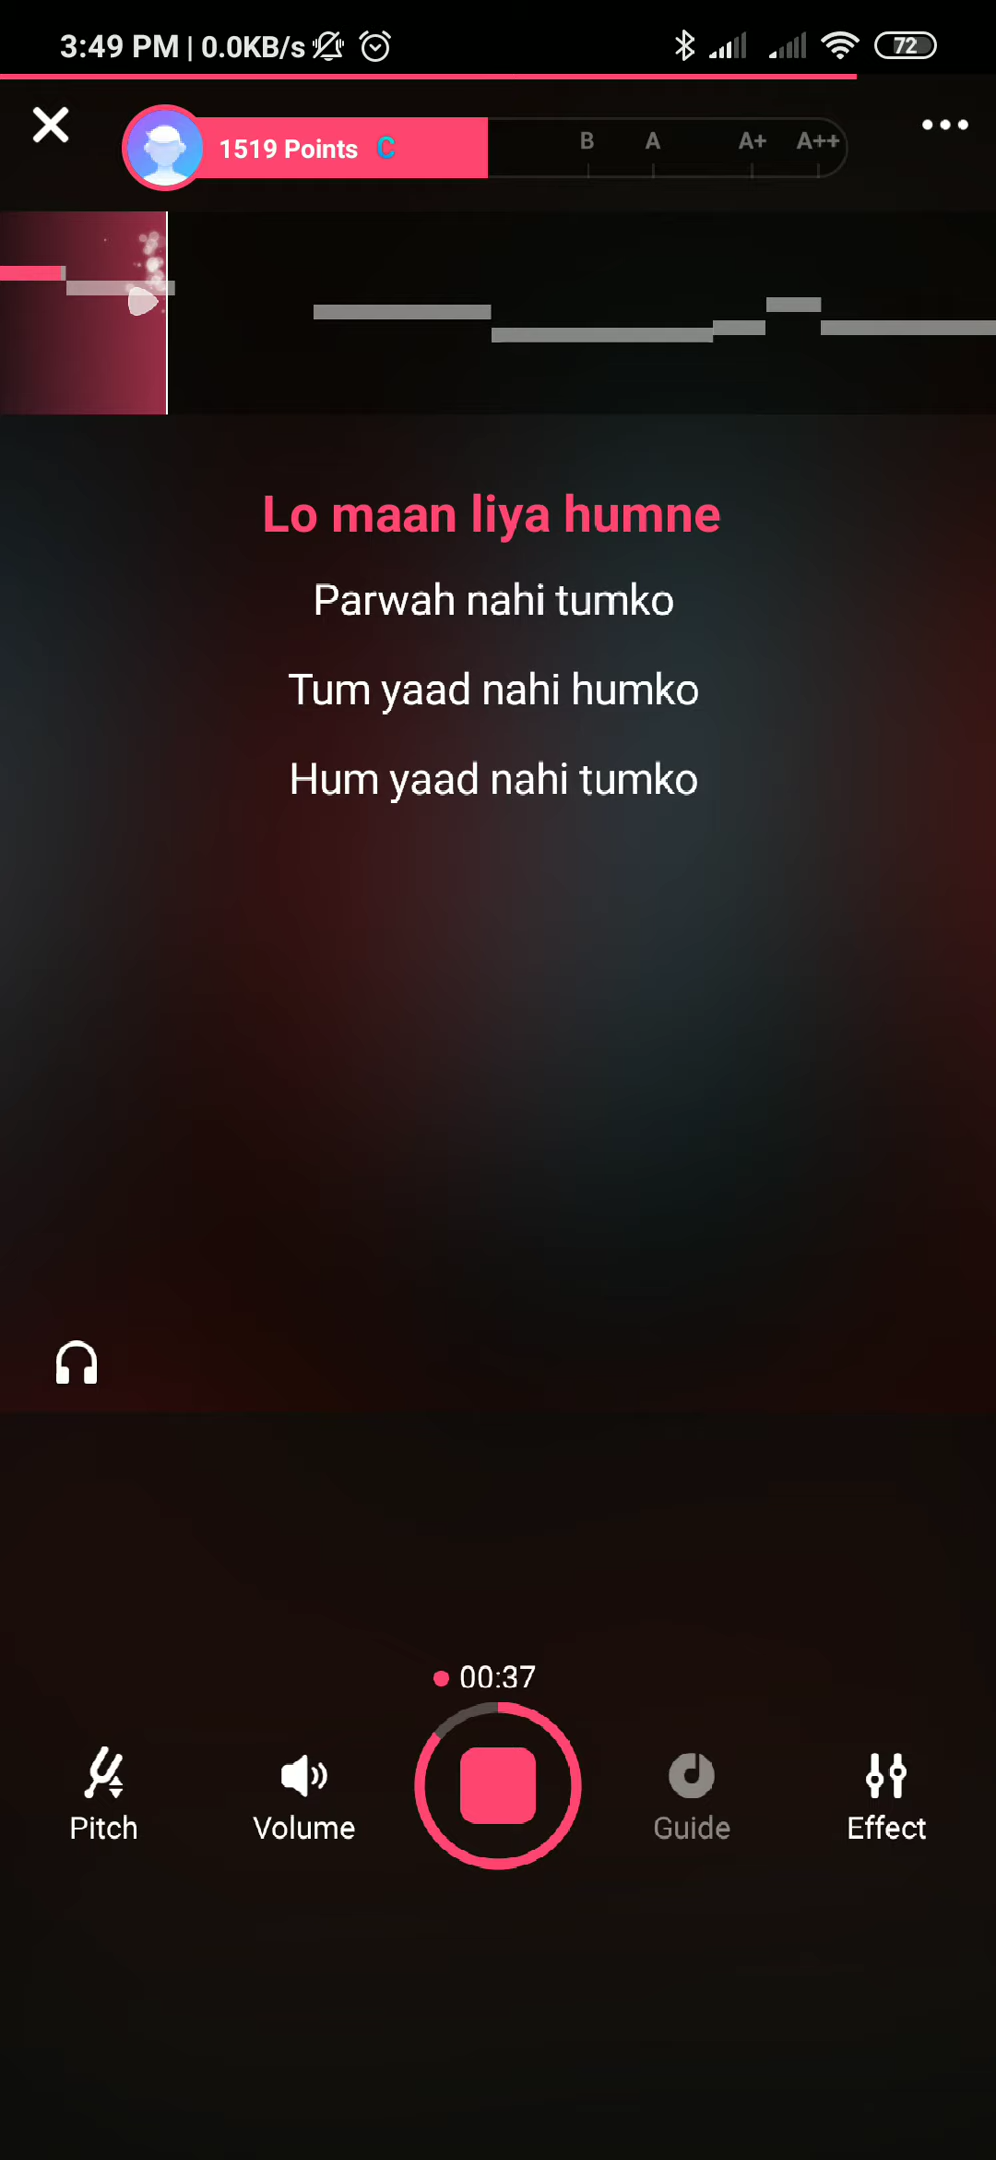 3:49 PM | 0.0KB/s 72
1519 Points C B A A+ A++
Lo maan liya humne
Parwah nahi tumko
Tum yaad nahi humko
Hum yaad nahi tumko
00:37
Pitch Volume Guide Effect